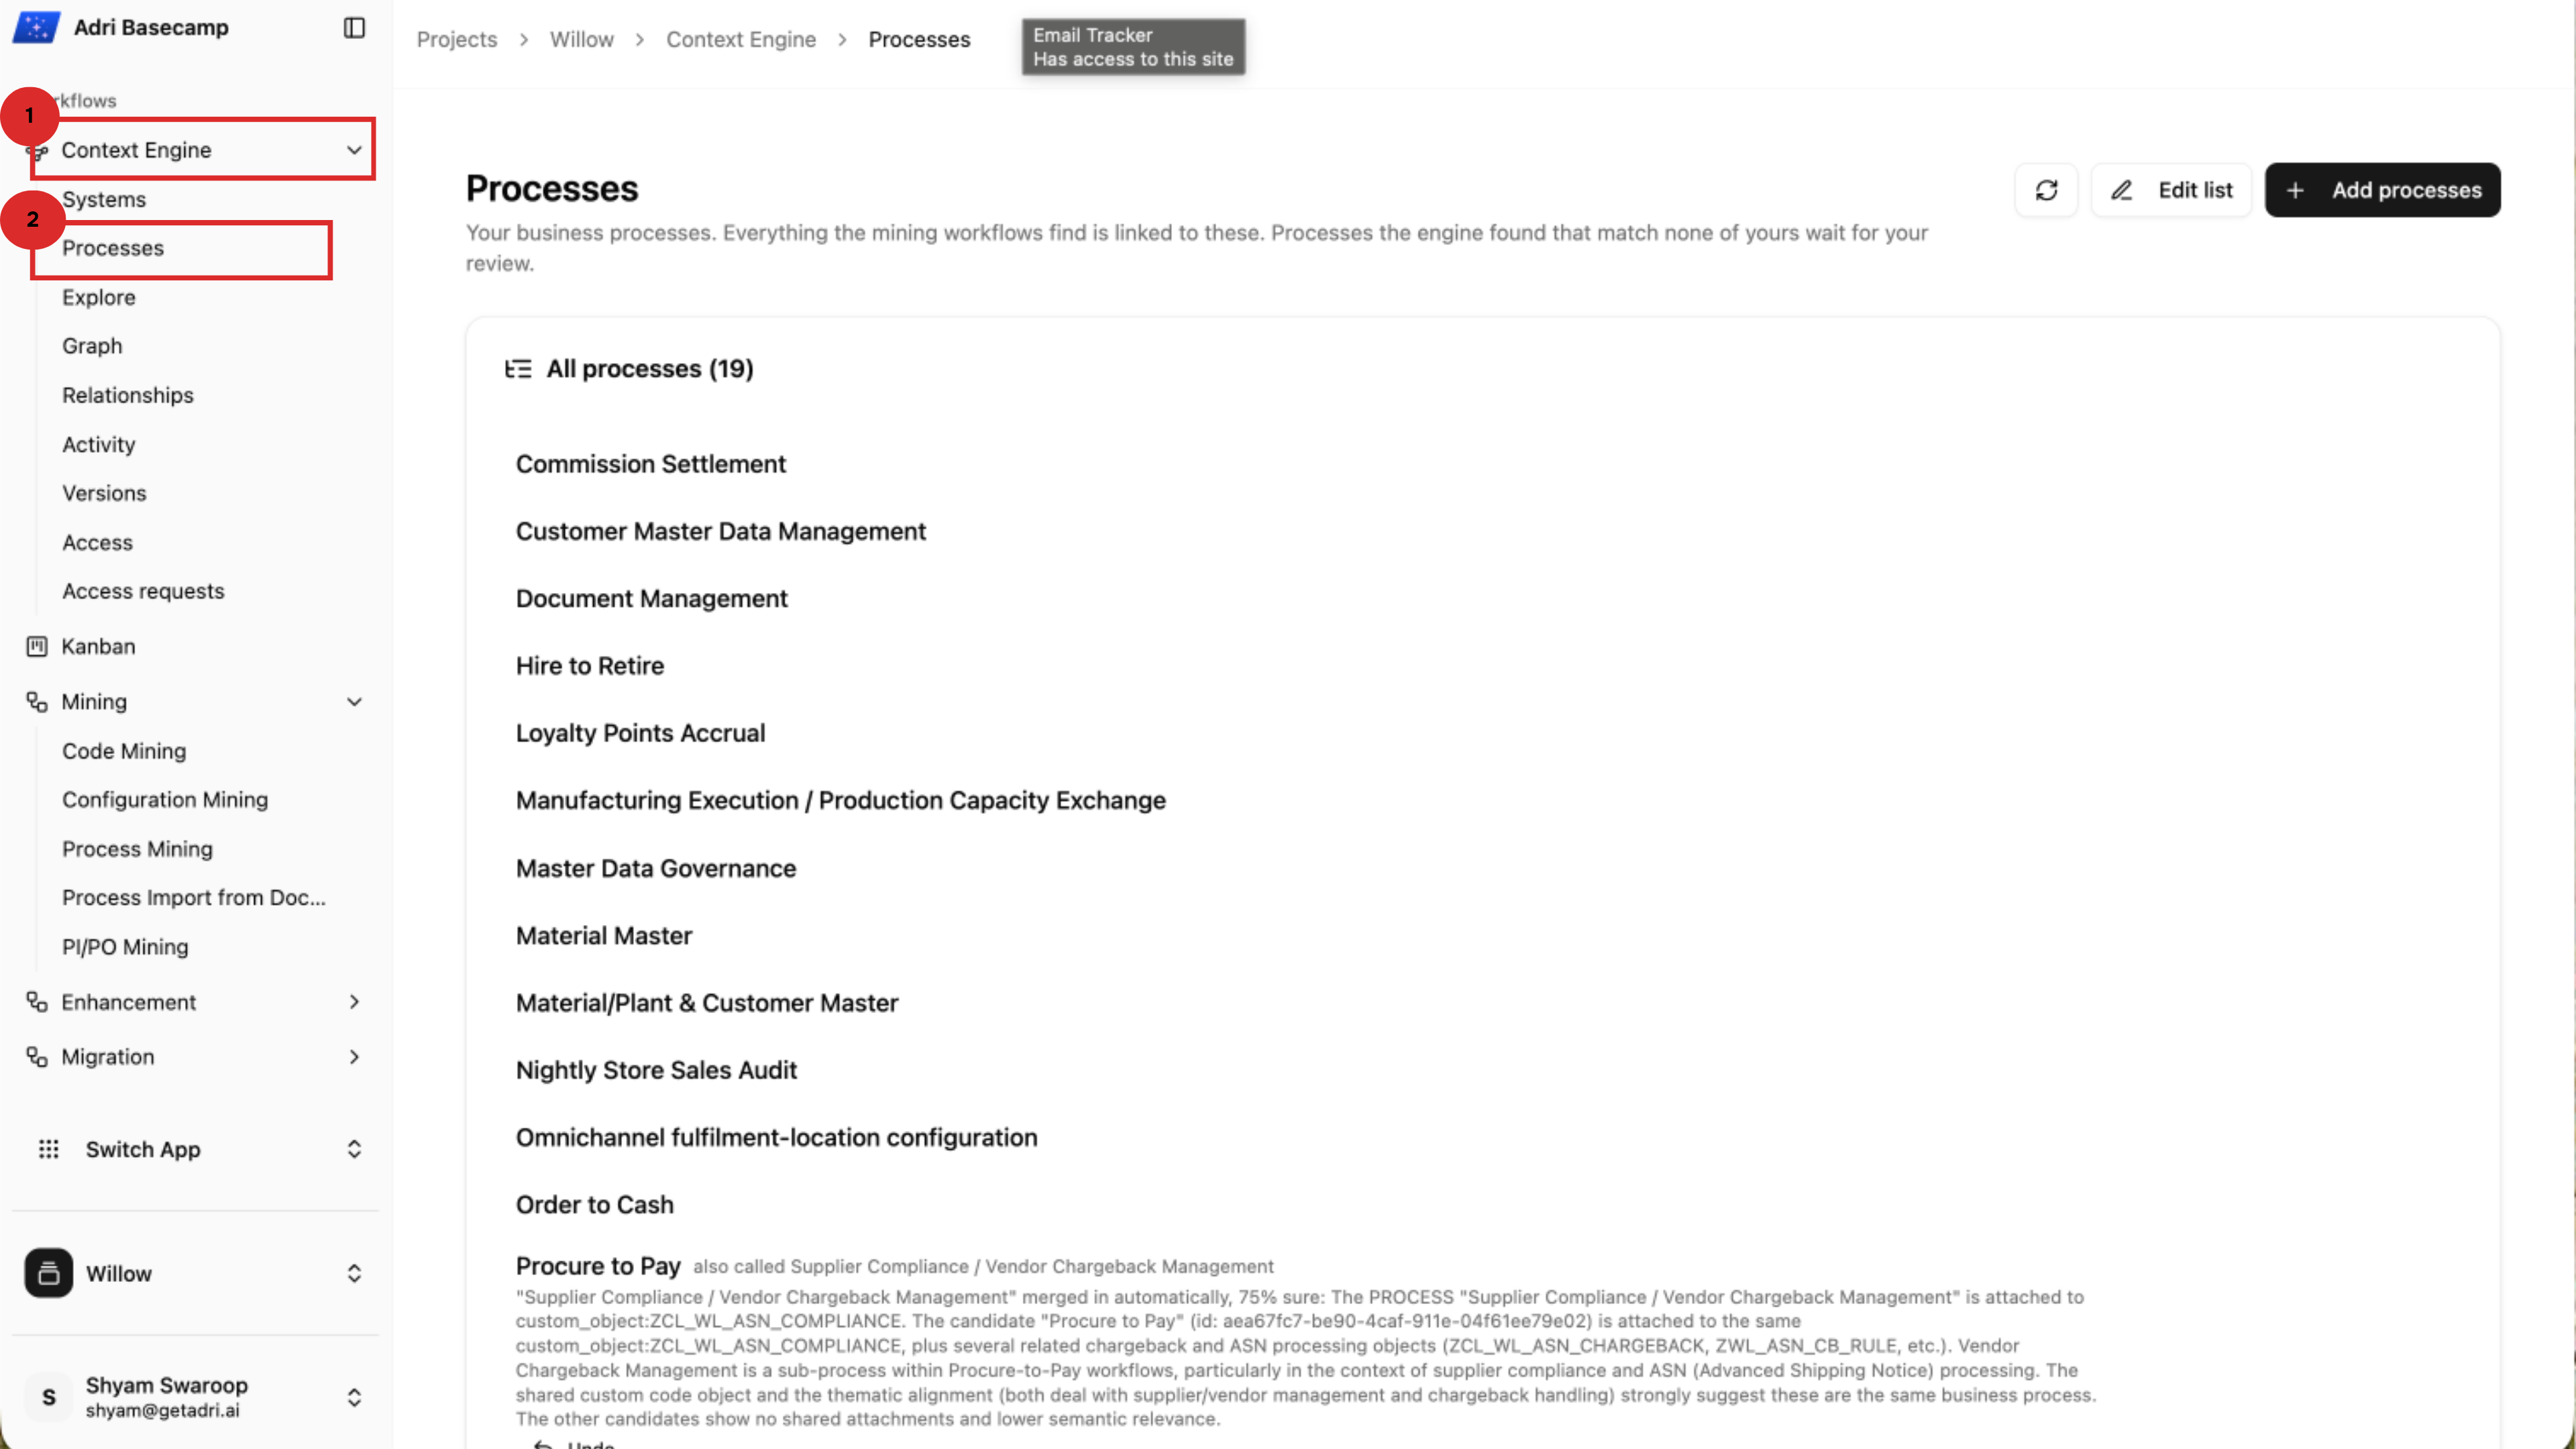 Adri Basecamp
Projects > Willow > Context Engine > Processes
Email Tracker
Has access to this site
rkflows
1
Context Engine
Systems
2
Processes
Explore
Graph
Relationships
Activity
Versions
Access
Access requests
Kanban
Mining
Code Mining
Configuration Mining
Process Mining
Process Import from Doc...
PI/PO Mining
Enhancement
Migration
Switch App
Willow
S
Shyam Swaroop
shyam@getadri.ai
Processes
Edit list
+ Add processes
Your business processes. Everything the mining workflows find is linked to these. Processes the engine found that match none of yours wait for your
review.
All processes (19)
Commission Settlement
Customer Master Data Management
Document Management
Hire to Retire
Loyalty Points Accrual
Manufacturing Execution / Production Capacity Exchange
Master Data Governance
Material Master
Material/Plant & Customer Master
Nightly Store Sales Audit
Omnichannel fulfilment-location configuration
Order to Cash
Procure to Pay also called Supplier Compliance / Vendor Chargeback Management
"Supplier Compliance / Vendor Chargeback Management" merged in automatically, 75% sure: The PROCESS "Supplier Compliance / Vendor Chargeback Management" is attached to
custom_object:ZCL_WL_ASN_COMPLIANCE. The candidate "Procure to Pay" (id: aea67fc7-be90-4caf-911e-04f61ee79e02) is attached to the same
custom_object:ZCL_WL_ASN_COMPLIANCE, plus several related chargeback and ASN processing objects (ZCL_WL_ASN_CHARGEBACK, ZWL_ASN_CB_RULE, etc.). Vendor
Chargeback Management is a sub-process within Procure-to-Pay workflows, particularly in the context of supplier compliance and ASN (Advanced Shipping Notice) processing. The
shared custom code object and the thematic alignment (both deal with supplier/vendor management and chargeback handling) strongly suggest these are the same business process.
The other candidates show no shared attachments and lower semantic relevance.
Undo